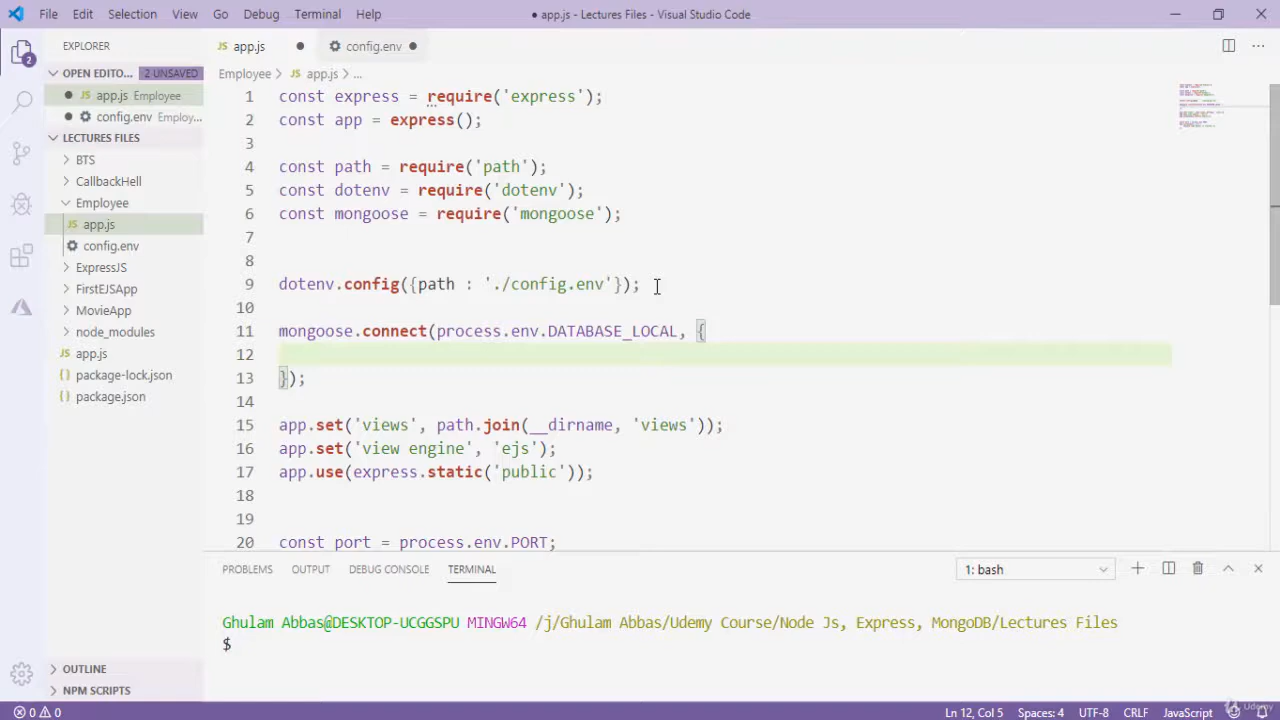 File Edit Selection View Go Debug Terminal Help ● app.js - Lectures Files - Visual Studio Code
EXPLORER
OPEN EDITO... 2 UNSAVED
● app.js Employee
● config.env Employ...
LECTURES FILES
BTS
CallbackHell
Employee
app.js
config.env
ExpressJS
FirstEJSApp
MovieApp
node_modules
app.js
package-lock.json
package.json
OUTLINE
NPM SCRIPTS
2
app.js ● config.env ●
Employee > app.js > ...
1 const express = require('express');
2 const app = express();
3
4 const path = require('path');
5 const dotenv = require('dotenv');
6 const mongoose = require('mongoose');
7
8
9 dotenv.config({path : './config.env'});
10
11 mongoose.connect(process.env.DATABASE_LOCAL, {
12
13 });
14
15 app.set('views', path.join(__dirname, 'views'));
16 app.set('view engine', 'ejs');
17 app.use(express.static('public'));
18
19
20 const port = process.env.PORT;
PROBLEMS OUTPUT DEBUG CONSOLE TERMINAL 1: bash
Ghulam Abbas@DESKTOP-UCGGSPU MINGW64 /j/Ghulam Abbas/Udemy Course/Node Js, Express, MongoDB/Lectures Files
$
0 0 Ln 12, Col 5 Spaces: 4 UTF-8 CRLF JavaScript
Udemy